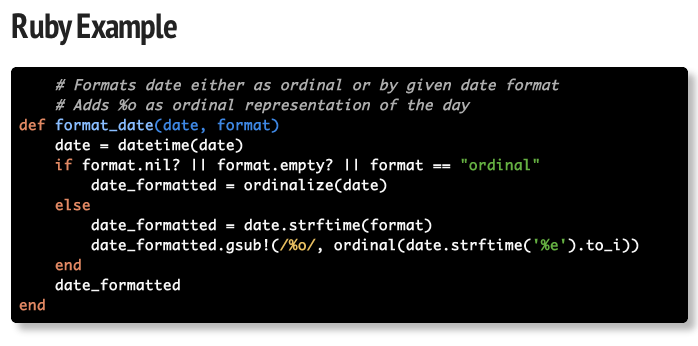 Ruby Example
# Formats date either as ordinal or by given date format
# Adds %o as ordinal representation of the day
def format_date(date, format)
date = datetime(date)
if format.nil? || format.empty? || format == "ordinal"
date_formatted = ordinalize(date)
else
date_formatted = date.strftime(format)
date_formatted.gsub!(/%o/, ordinal(date.strftime('%e').to_i))
end
date_formatted
end